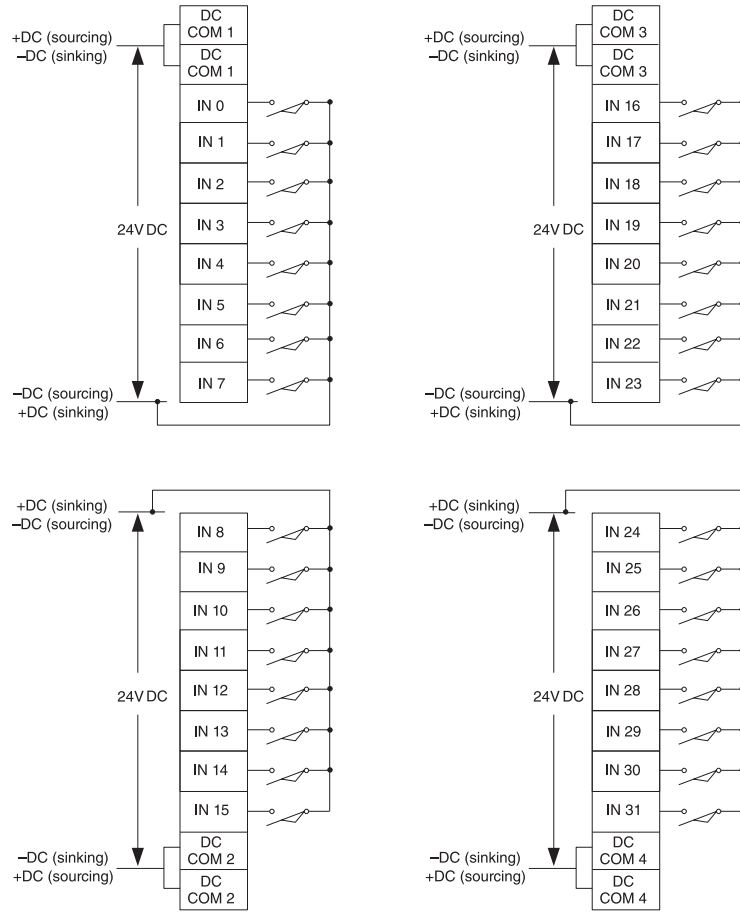 +DC (sourcing)
–DC (sinking)
DC
COM 1
DC
COM 1
IN 0
IN 1
IN 2
IN 3
IN 4
IN 5
IN 6
IN 7
24V DC
–DC (sourcing)
+DC (sinking)
+DC (sourcing)
–DC (sinking)
DC
COM 3
DC
COM 3
IN 16
IN 17
IN 18
IN 19
IN 20
IN 21
IN 22
IN 23
24V DC
–DC (sourcing)
+DC (sinking)
+DC (sinking)
–DC (sourcing)
IN 8
IN 9
IN 10
IN 11
IN 12
IN 13
IN 14
IN 15
24V DC
DC
COM 2
DC
COM 2
–DC (sinking)
+DC (sourcing)
+DC (sinking)
–DC (sourcing)
IN 24
IN 25
IN 26
IN 27
IN 28
IN 29
IN 30
IN 31
24V DC
DC
COM 4
DC
COM 4
–DC (sinking)
+DC (sourcing)